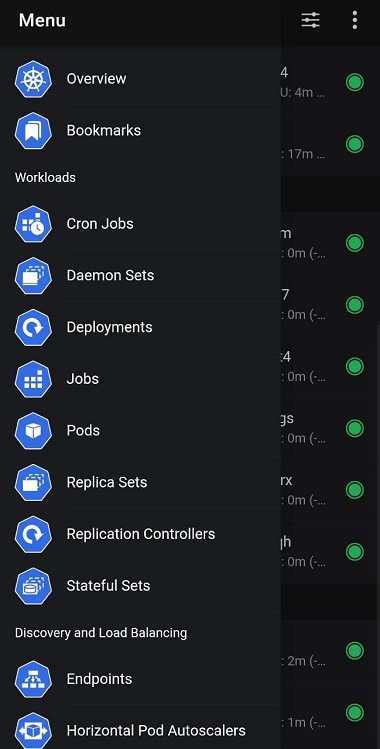 Menu
Overview
4
U: 4m ...
Bookmarks
: 17m ...
Workloads
Cron Jobs
m
: 0m (-...
Daemon Sets
7
: 0m (-...
Deployments
t4
: 0m (-...
Jobs
Pods
gs
: 0m (-...
Replica Sets
rx
: 0m (-...
Replication Controllers
jh
: 0m (-...
Stateful Sets
Discovery and Load Balancing
Endpoints
: 2m (-...
Horizontal Pod Autoscalers
: 1m (-...